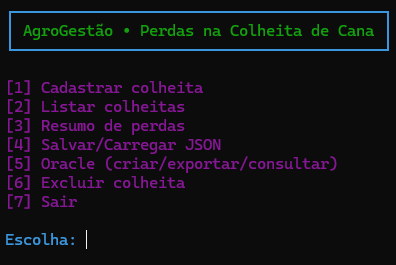 AgroGestão • Perdas na Colheita de Cana
[1] Cadastrar colheita
[2] Listar colheitas
[3] Resumo de perdas
[4] Salvar/Carregar JSON
[5] Oracle (criar/exportar/consultar)
[6] Excluir colheita
[7] Sair
Escolha: